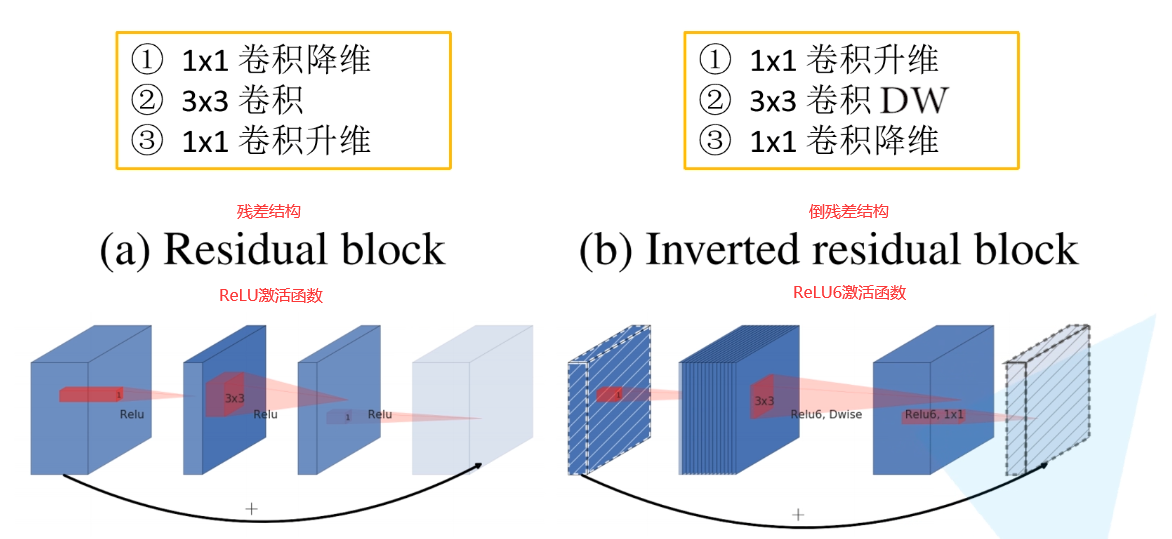 ① 1x1 卷积降维
② 3x3 卷积
③ 1x1 卷积升维
① 1x1 卷积升维
② 3x3 卷积 DW
③ 1x1 卷积降维
残差结构
(a) Residual block
ReLU激活函数
倒残差结构
(b) Inverted residual block
ReLU6激活函数
1
Relu
3x3
Relu
1
Relu
+
1
3x3
Relu6, Dwise
Relu6, 1x1
+